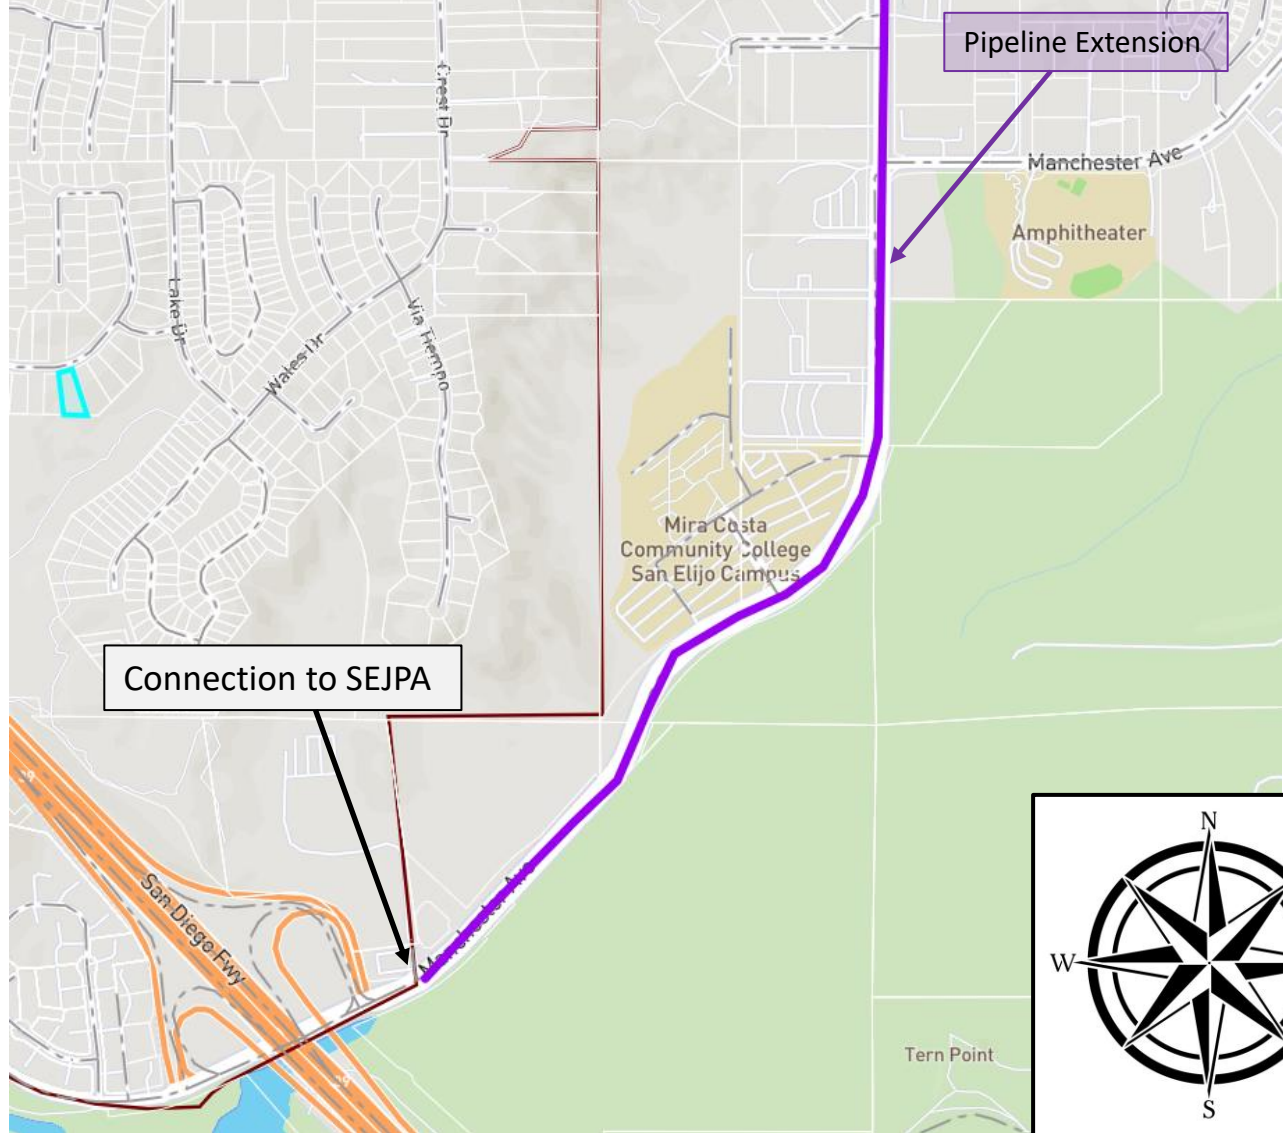 Pipeline Extension
Crest Dr
Manchester Ave
Amphitheater
Lake Dr
Via Tiempo
Wales Dr
Mira Costa
Community College
San Elijo Campus
Connection to SEJPA
San Diego Fwy
Manchester Ave
Tern Point
N
W
S